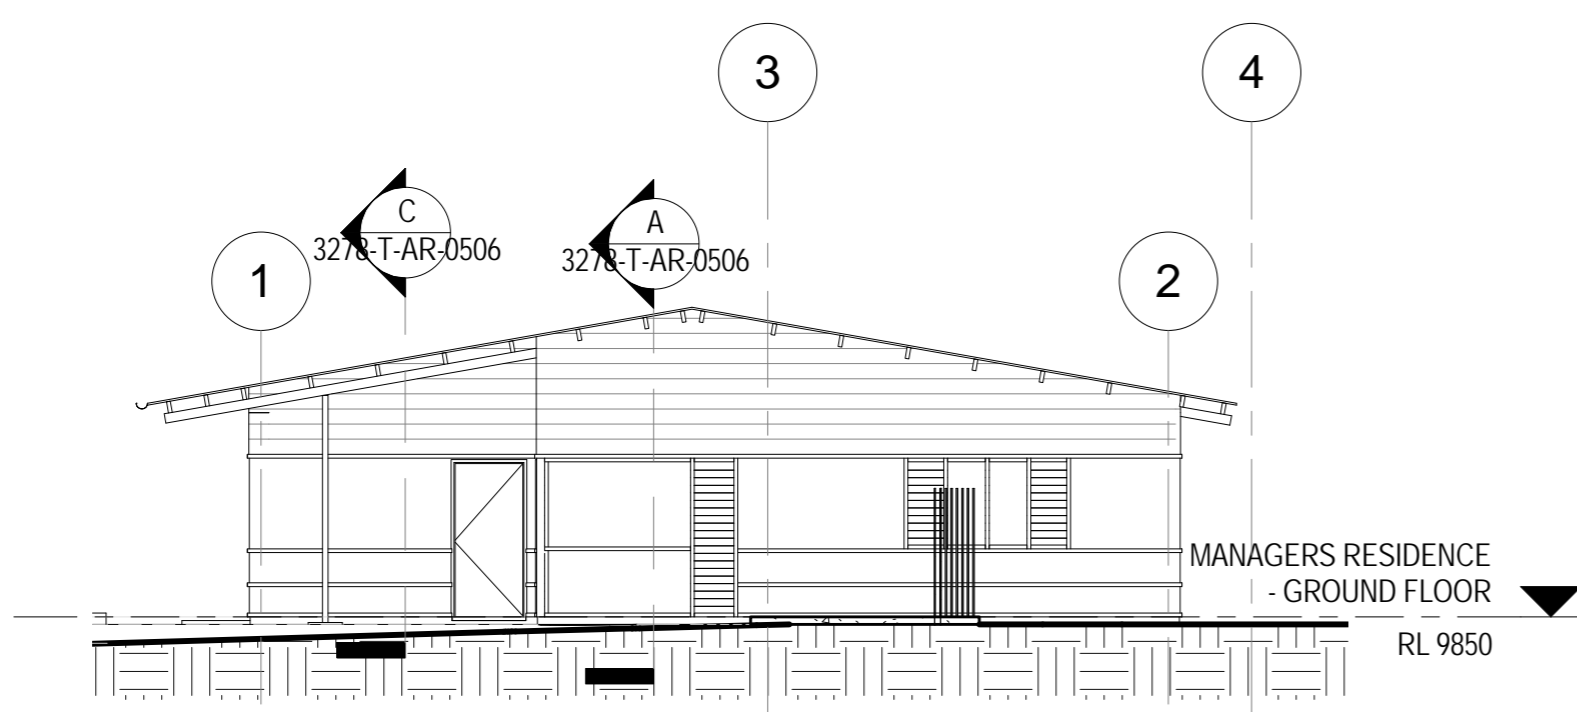 3
4
C
3278-T-AR-0506
A
3278-T-AR-0506
1
2
MANAGERS RESIDENCE
- GROUND FLOOR
RL 9850